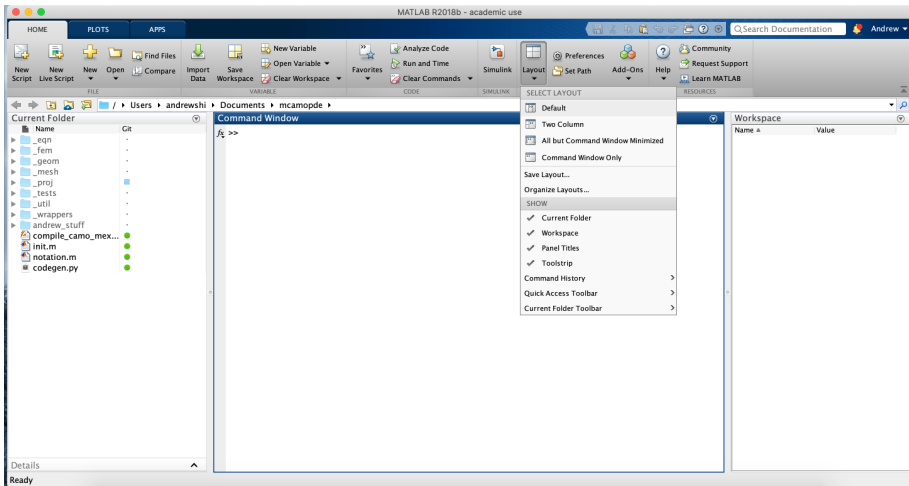 MATLAB R2018b - academic use
HOME PLOTS APPS
Search Documentation Andrew
New Script
New Live Script
New
Open
Find Files
Compare
Import Data
Save Workspace
New Variable
Open Variable
Clear Workspace
Favorites
Analyze Code
Run and Time
Clear Commands
Simulink
Layout
Preferences
Set Path
Add-Ons
Help
Community
Request Support
Learn MATLAB
FILE VARIABLE CODE SIMULINK RESOURCES
/ Users andrewshi Documents mcamopde
Current Folder
Name Git
_eqn
_fem
_geom
_mesh
_proj
_tests
_util
_wrappers
andrew_stuff
compile_camo_mex...
init.m
notation.m
codegen.py
Details
Command Window
fx >>
SELECT LAYOUT
Default
Two Column
All but Command Window Minimized
Command Window Only
Save Layout...
Organize Layouts...
SHOW
Current Folder
Workspace
Panel Titles
Toolstrip
Command History
Quick Access Toolbar
Current Folder Toolbar
Workspace
Name Value
Ready